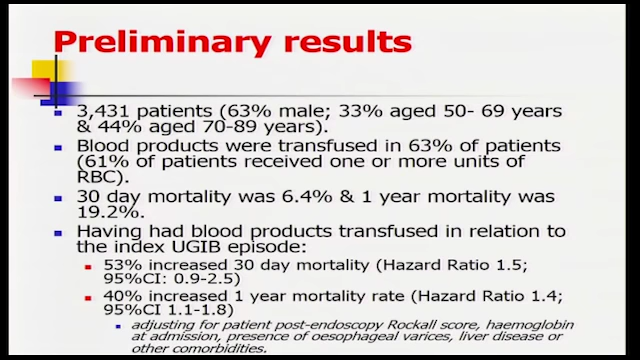 Preliminary results
3,431 patients (63% male; 33% aged 50- 69 years
& 44% aged 70-89 years).
Blood products were transfused in 63% of patients
(61% of patients received one or more units of
RBC).
30 day mortality was 6.4% & 1 year mortality was
19.2%.
Having had blood products transfused in relation to
the index UGIB episode:
53% increased 30 day mortality (Hazard Ratio 1.5;
95%CI: 0.9-2.5)
40% increased 1 year mortality rate (Hazard Ratio 1.4;
95%CI 1.1-1.8)
adjusting for patient post-endoscopy Rockall score, haemoglobin
at admission, presence of oesophageal varices, liver disease or
other comorbidities.